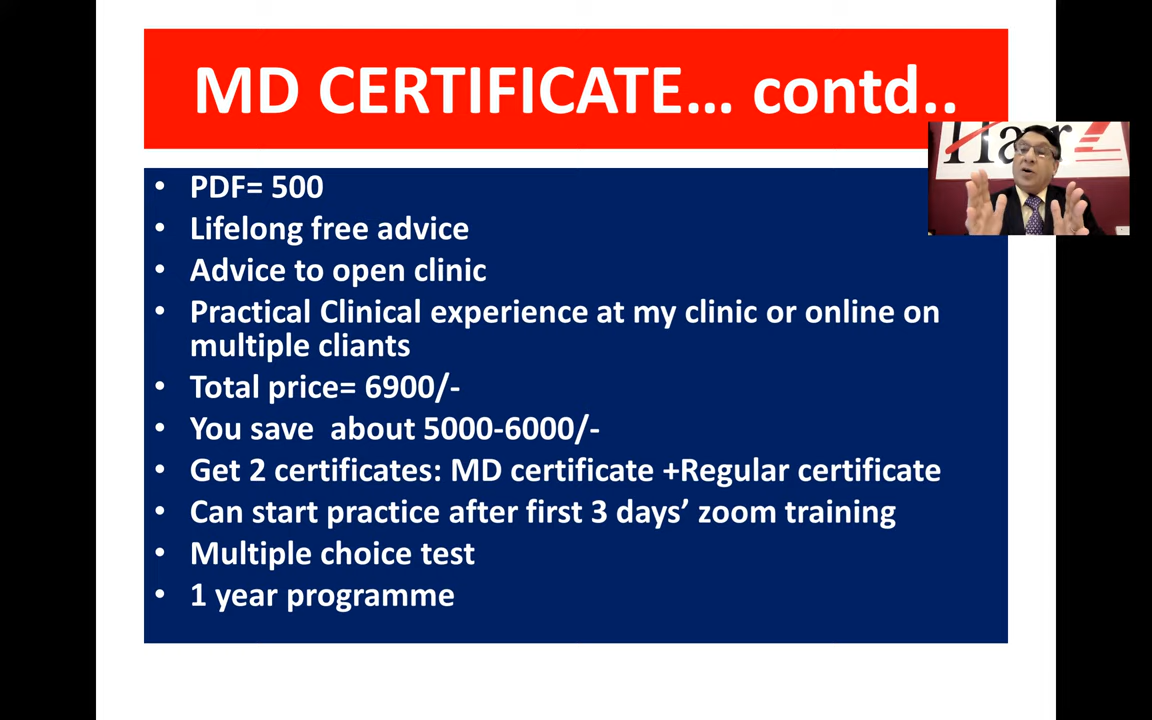 MD CERTIFICATE... contd..
• PDF= 500
• Lifelong free advice
• Advice to open clinic
• Practical Clinical experience at my clinic or online on
multiple cliants
• Total price= 6900/-
• You save  about 5000-6000/-
• Get 2 certificates: MD certificate +Regular certificate
• Can start practice after first 3 days’ zoom training
• Multiple choice test
• 1 year programme